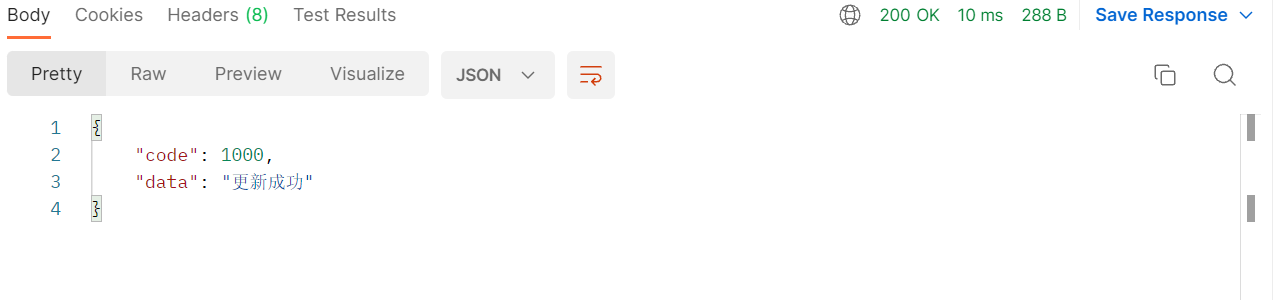 Body Cookies Headers (8) Test Results 200 OK 10 ms 288 B Save Response
Pretty Raw Preview Visualize JSON
1 {
2 "code": 1000,
3 "data": "更新成功"
4 }